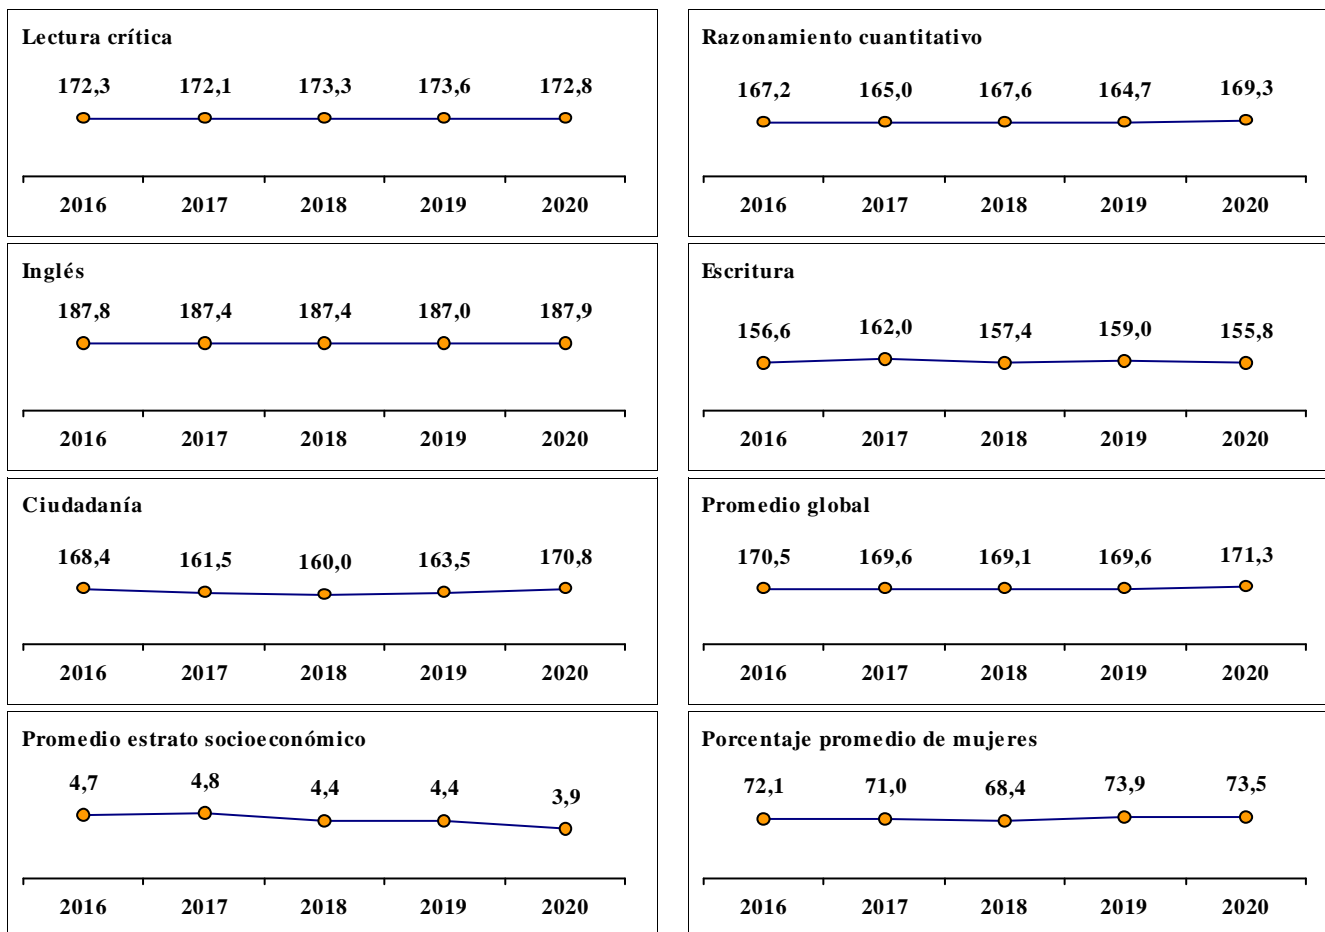 Lectura crítica
172,3 172,1 173,3 173,6 172,8
2016 2017 2018 2019 2020
Razonamiento cuantitativo
167,2 165,0 167,6 164,7 169,3
2016 2017 2018 2019 2020
Inglés
187,8 187,4 187,4 187,0 187,9
2016 2017 2018 2019 2020
Escritura
156,6 162,0 157,4 159,0 155,8
2016 2017 2018 2019 2020
Ciudadanía
168,4 161,5 160,0 163,5 170,8
2016 2017 2018 2019 2020
Promedio global
170,5 169,6 169,1 169,6 171,3
2016 2017 2018 2019 2020
Promedio estrato socioeconómico
4,7 4,8 4,4 4,4 3,9
2016 2017 2018 2019 2020
Porcentaje promedio de mujeres
72,1 71,0 68,4 73,9 73,5
2016 2017 2018 2019 2020